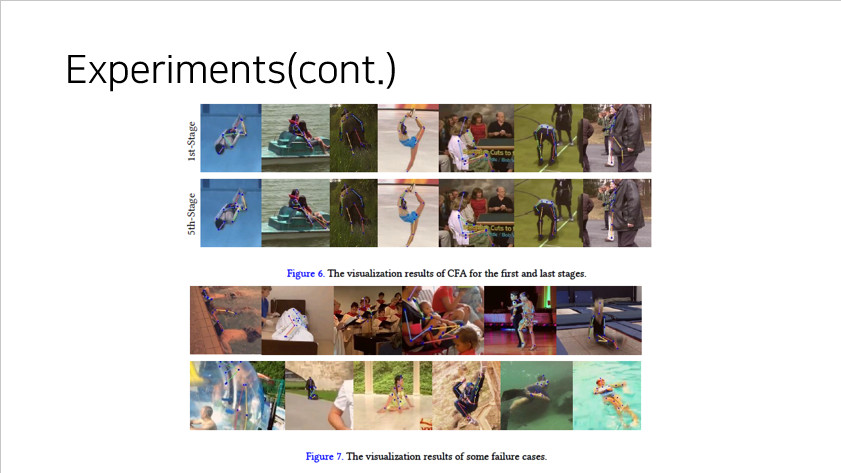 Experiments(cont.)
1st-Stage
5th-Stage
Figure 6. The visualization results of CFA for the first and last stages.
Figure 7. The visualization results of some failure cases.